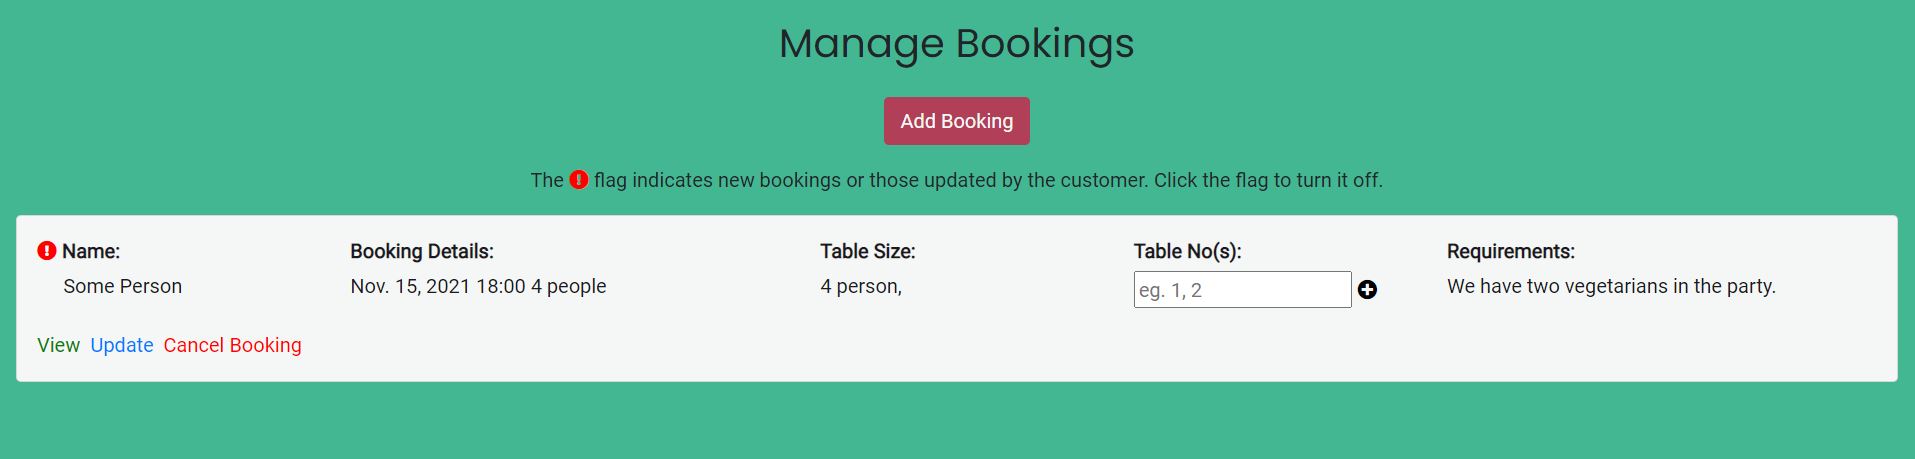 Manage Bookings
Add Booking
The ! flag indicates new bookings or those updated by the customer. Click the flag to turn it off.
! Name: Booking Details: Table Size: Table No(s): Requirements:
Some Person Nov. 15, 2021 18:00 4 people 4 person, eg. 1, 2 We have two vegetarians in the party.
View Update Cancel Booking